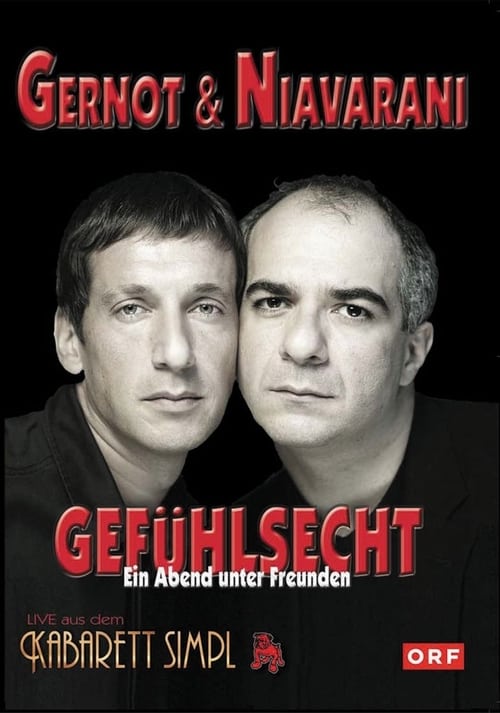 GERNOT & NIAVARANI
GEFÜHLSECHT
Ein Abend unter Freunden
LIVE aus dem
KABARETT SIMPL
ORF